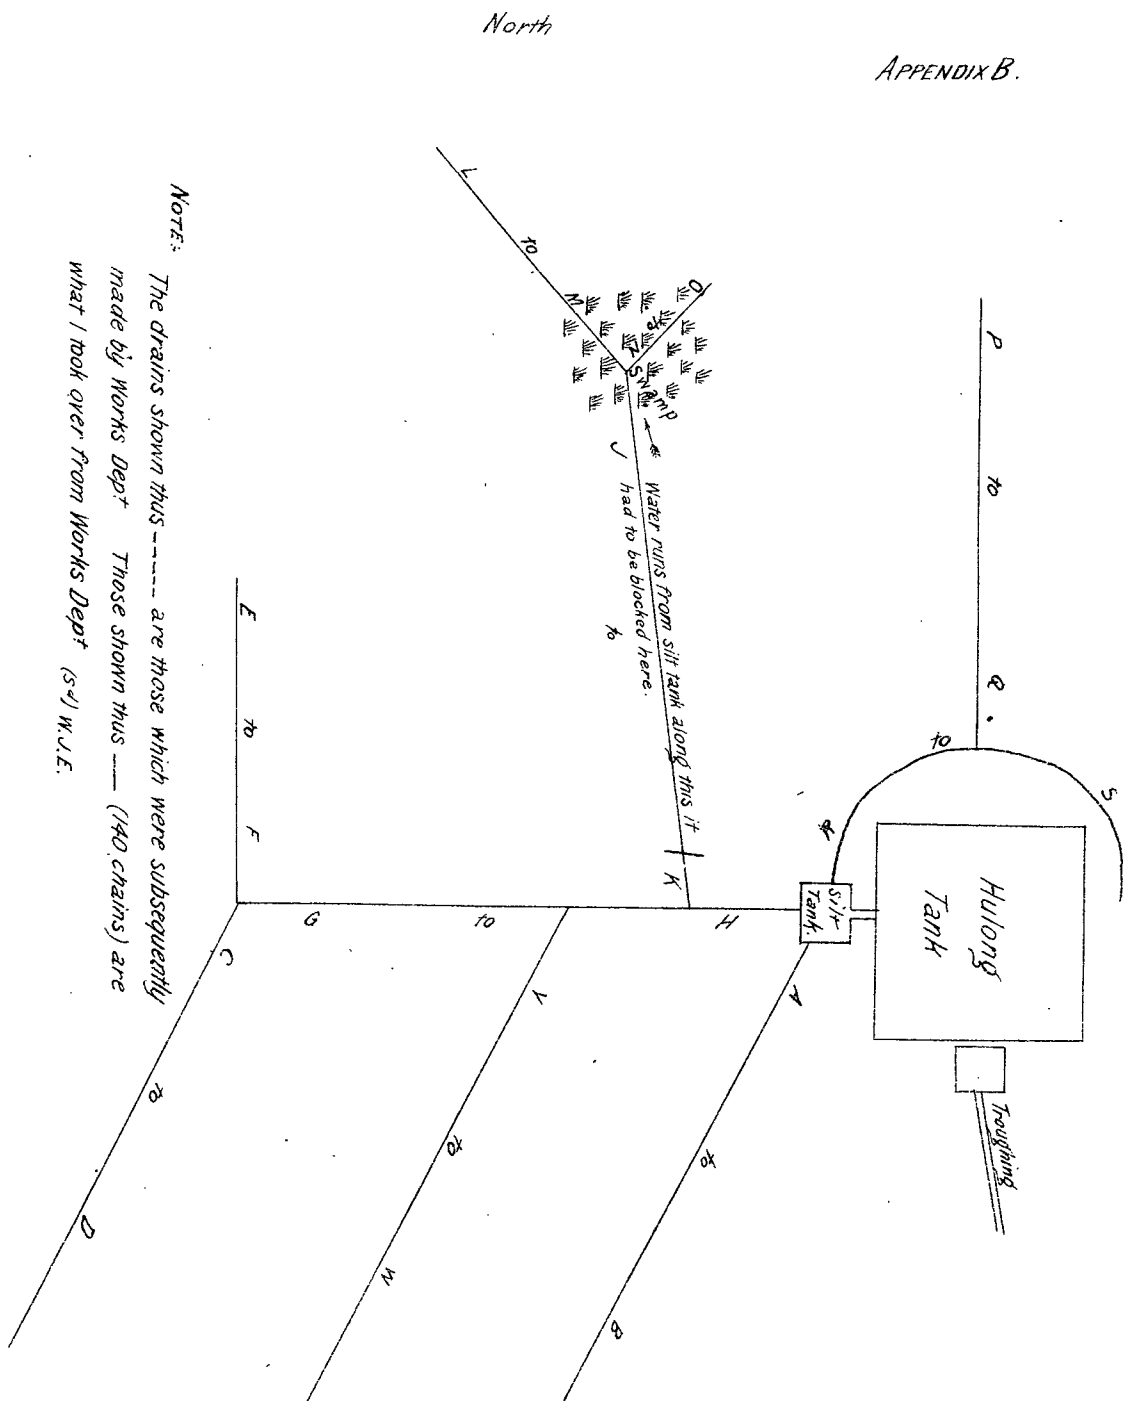 North
APPENDIX B.
L
to
M
O
to
N
Swamp
J
to
K
Water runs from silt tank along this it
had to be blocked here.
P
to
Q.
S
to
Silt
Tank.
Hulong
Tank
Troughing
E
to
F
G
to
H
A
to
B
V
to
W
C
to
D
NOTE: The drains shown thus ----- are those which were subsequently
made by Works Dept Those shown thus — (140 chains) are
what I took over from Works Dept (sd) W.J.E.